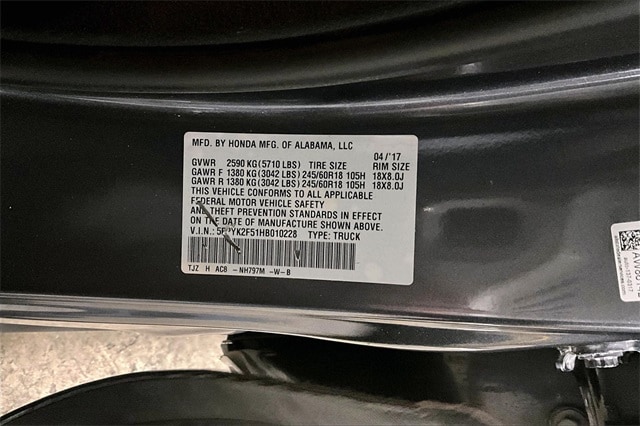 MFD. BY HONDA MFG. OF ALABAMA, LLC
04/'17
GVWR 2590 KG(5710 LBS) TIRE SIZE RIM SIZE
GAWR F 1380 KG(3042 LBS)245/60R18 105H 18X8.0J
GAWR R 1380 KG(3042 LBS)245/60R18 105H 18X8.0J
THIS VEHICLE CONFORMS TO ALL APPLICABLE
FEDERAL MOTOR VEHICLE SAFETY
AND THEFT PREVENTION STANDARDS IN EFFECT
ON THE DATE OF MANUFACTURE SHOWN ABOVE.
V.I.N.: TYPE: TRUCK
TJZ H AC8 -NH797M -W-B